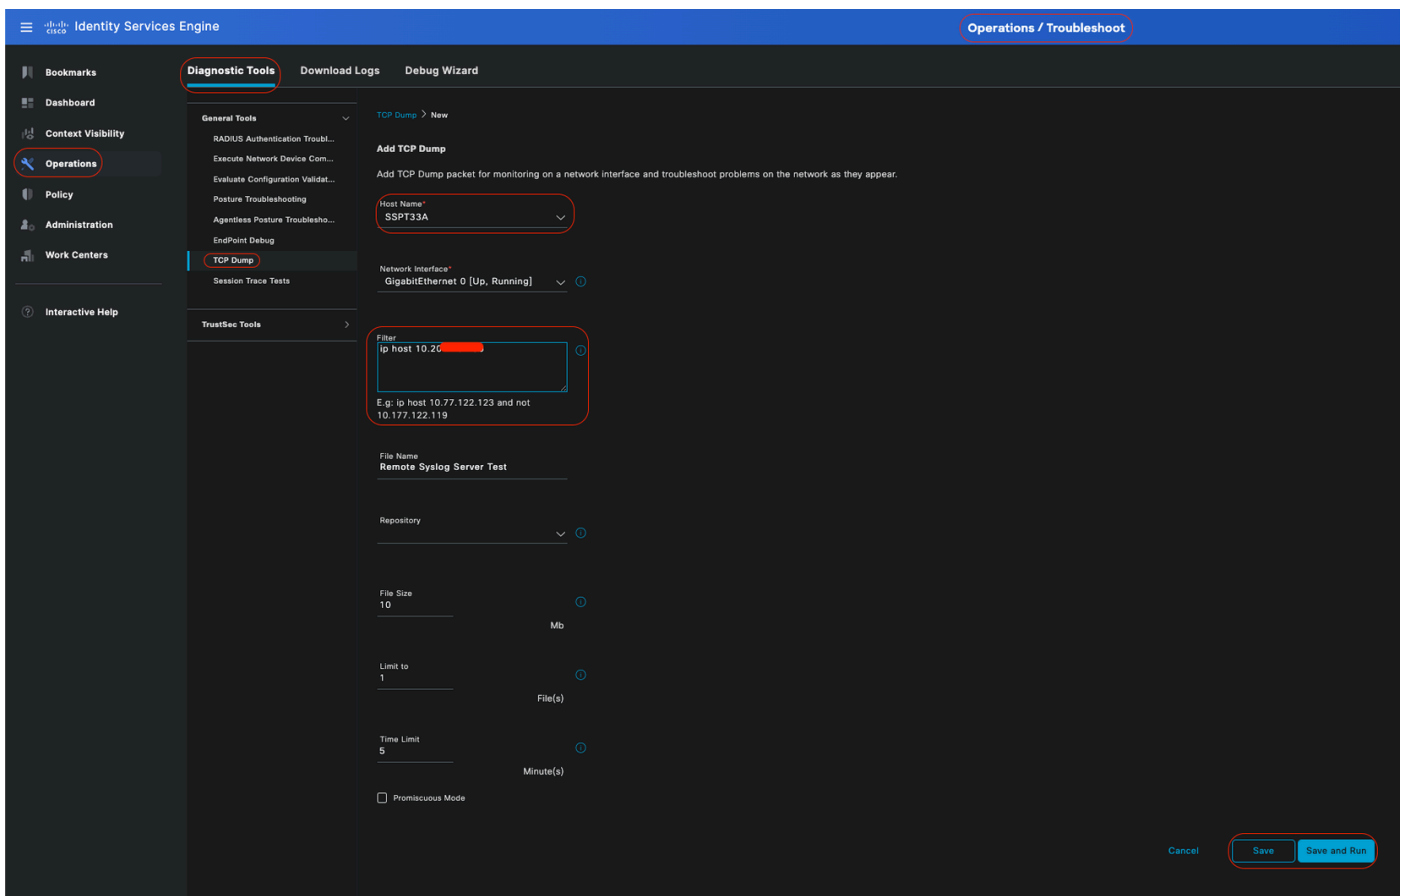 cisco Identity Services Engine
Operations / Troubleshoot
Bookmarks
Dashboard
Context Visibility
Operations
Policy
Administration
Work Centers
Interactive Help
Diagnostic Tools
Download Logs
Debug Wizard
General Tools
RADIUS Authentication Troubl...
Execute Network Device Com...
Evaluate Configuration Validat...
Posture Troubleshooting
Agentless Posture Troublesho...
EndPoint Debug
TCP Dump
Session Trace Tests
TrustSec Tools
TCP Dump > New
Add TCP Dump
Add TCP Dump packet for monitoring on a network interface and troubleshoot problems on the network as they appear.
Host Name*
SSPT33A
Network Interface*
GigabitEthernet 0 [Up, Running]
Filter
ip host 10.20
E.g: ip host 10.77.122.123 and not
10.177.122.119
File Name
Remote Syslog Server Test
Repository
File Size
10
Mb
Limit to
1
File(s)
Time Limit
5
Minute(s)
Promiscuous Mode
Cancel
Save
Save and Run